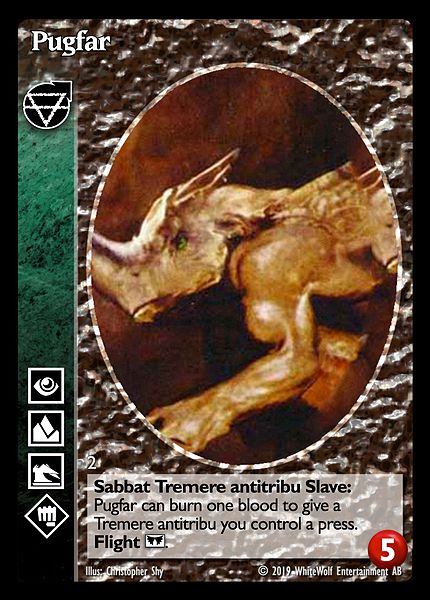 Pugfar
2
Sabbat Tremere antitribu Slave:
Pugfar can burn one blood to give a
Tremere antitribu you control a press.
Flight
5
Illus: Christopher Shy © 2019 WhiteWolf Entertainment AB